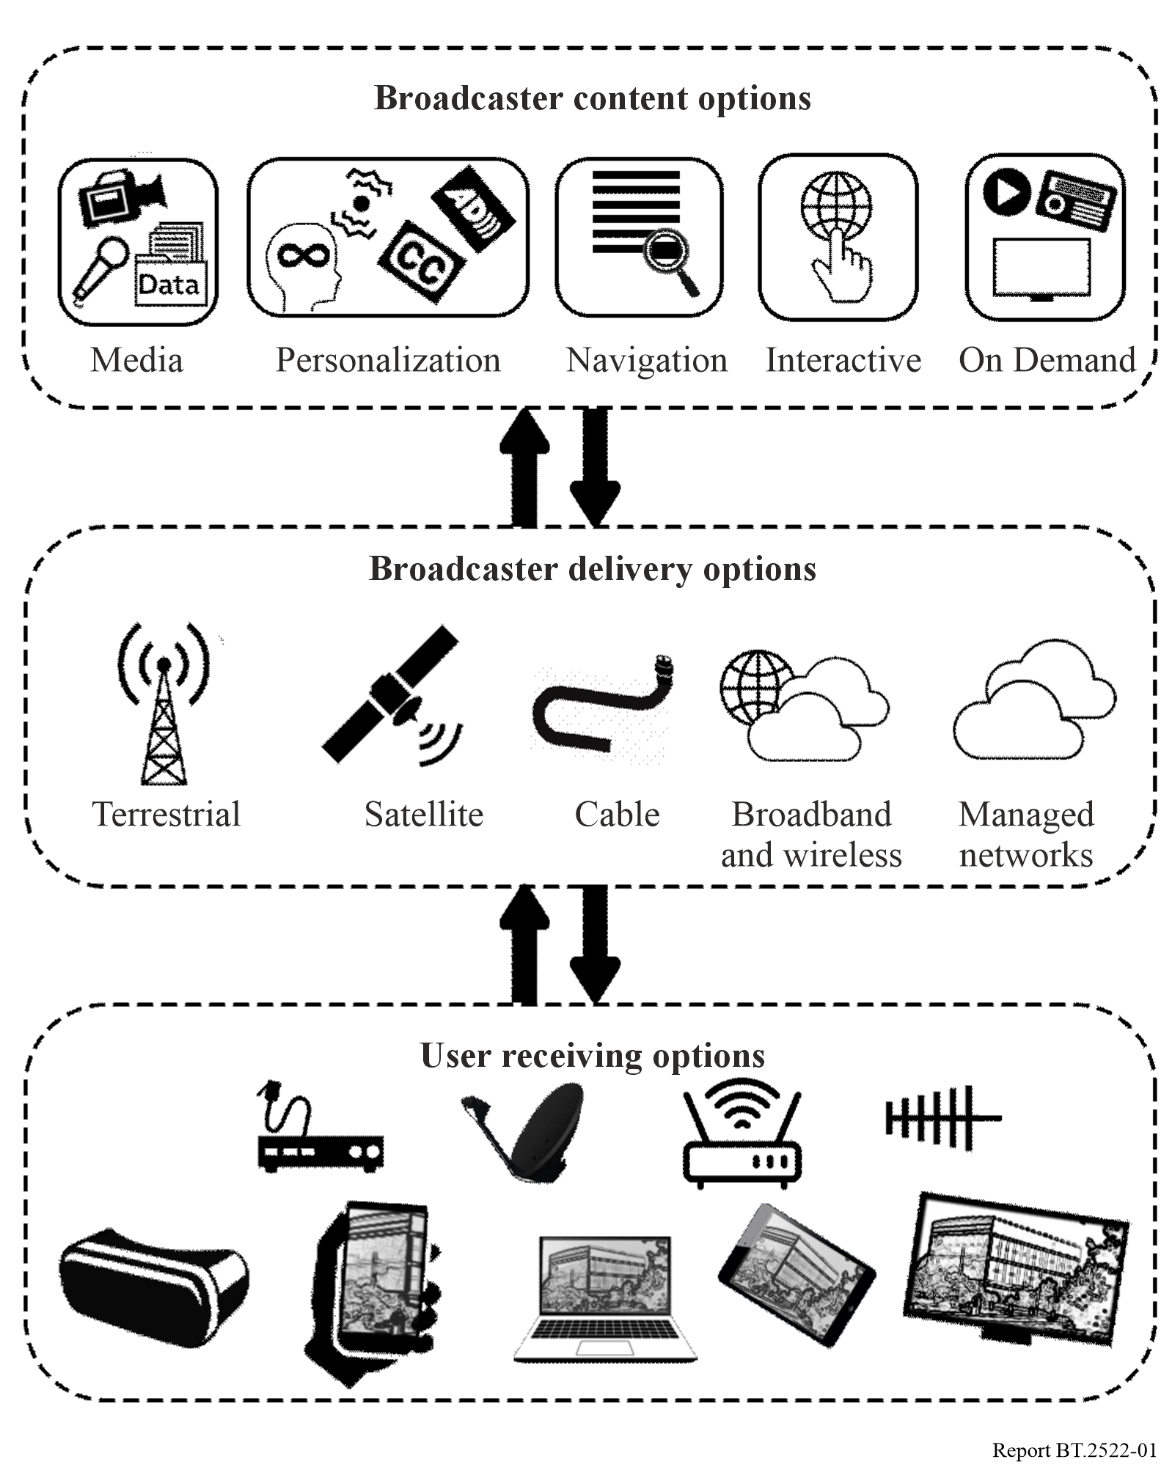 Broadcaster content options
Data
CC
AD
Media
Personalization
Navigation
Interactive
On Demand
Broadcaster delivery options
Terrestrial
Satellite
Cable
Broadband
and wireless
Managed
networks
User receiving options
Report BT.2522-01